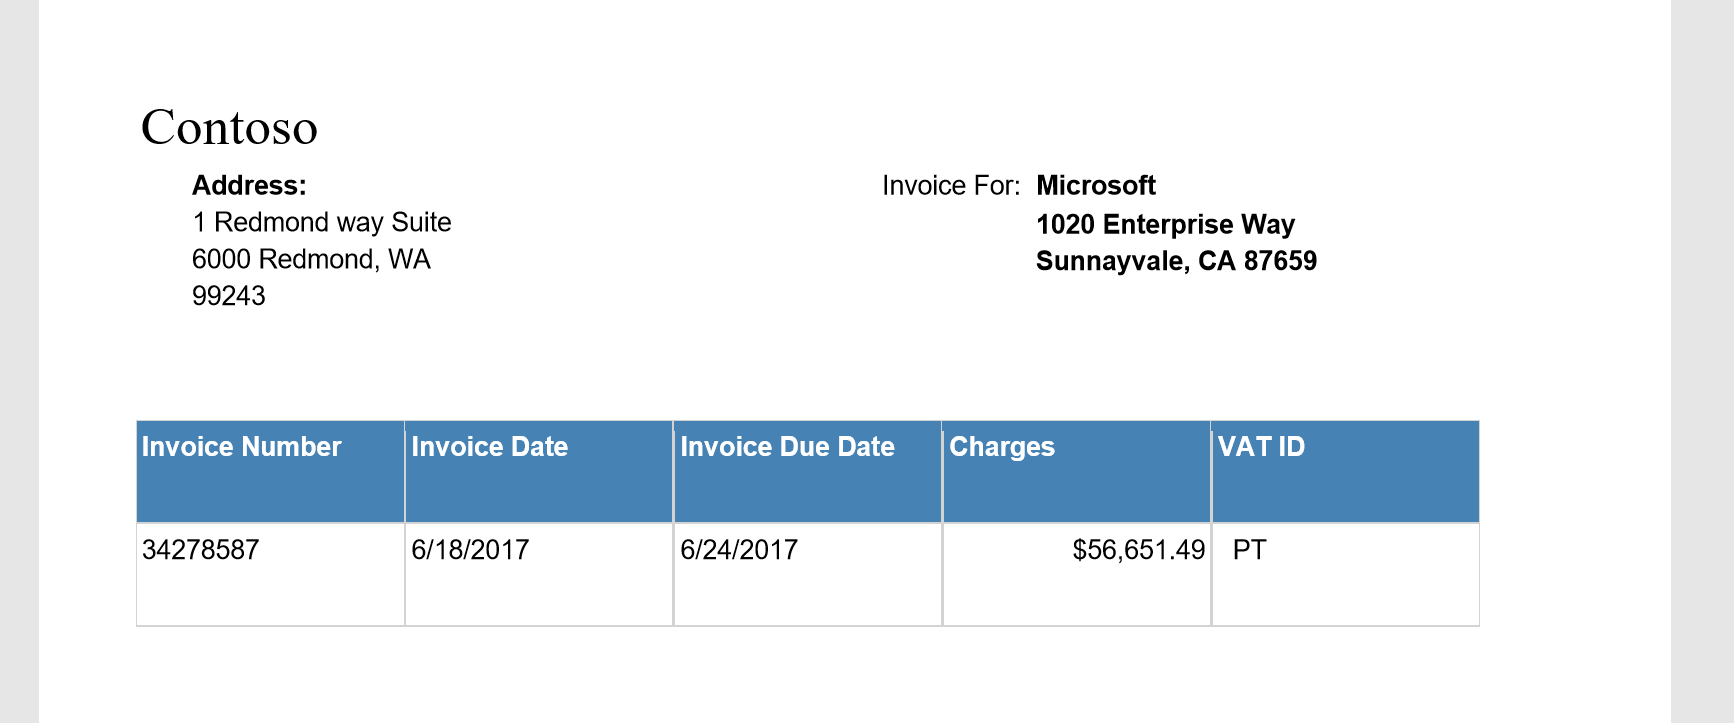 Contoso
Address:
1 Redmond way Suite
6000 Redmond, WA
99243
Invoice For: Microsoft
1020 Enterprise Way
Sunnayvale, CA 87659
Invoice Number Invoice Date Invoice Due Date Charges VAT ID
34278587 6/18/2017 6/24/2017 $56,651.49 PT